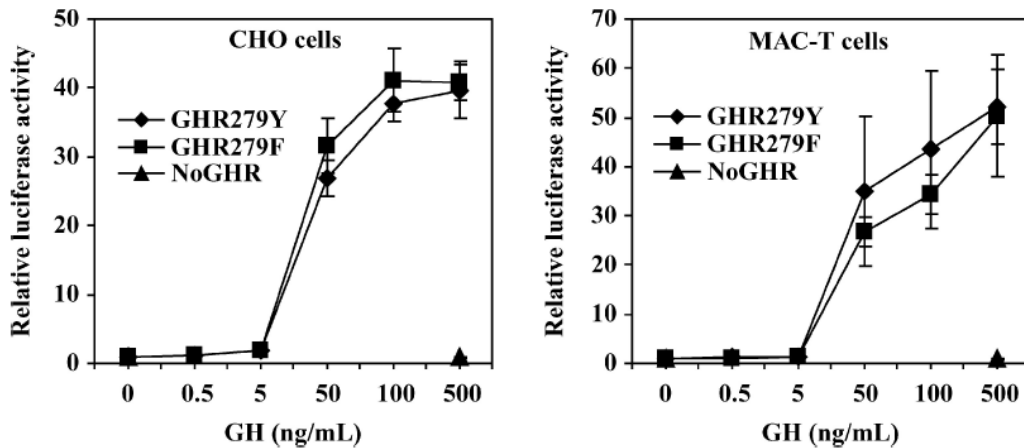 CHO cells
Relative luciferase activity
50
40
30
20
10
0
GHR279Y
GHR279F
NoGHR
0 0.5 5 50 100 500
GH (ng/mL)
MAC-T cells
Relative luciferase activity
70
60
50
40
30
20
10
0
GHR279Y
GHR279F
NoGHR
0 0.5 5 50 100 500
GH (ng/mL)